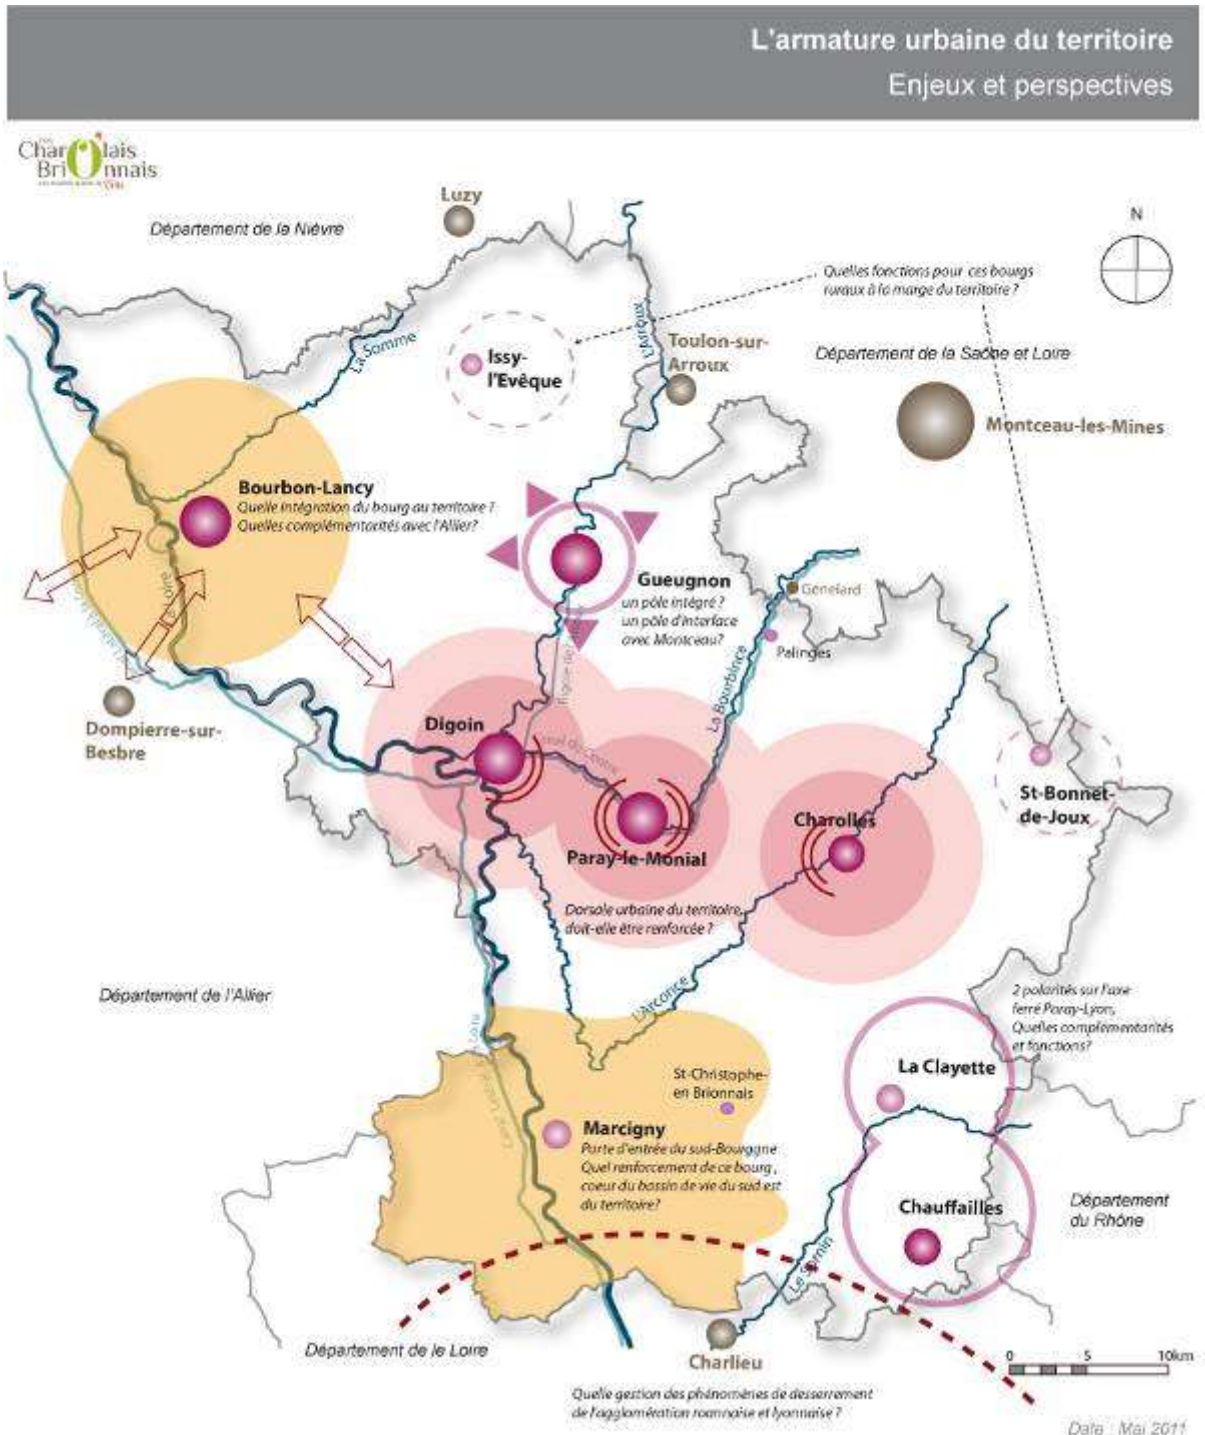 L'armature urbaine du territoire
Enjeux et perspectives
Charolais
Brionnais
Luzy
Département de la Nièvre
N
Quelles fonctions pour ces bourgs
ruraux à la marge du territoire ?
La Somme
L'Arroux
Issy-
l'Evêque
Toulon-sur-
Arroux
Département de la Saône et Loire
Montceau-les-Mines
Bourbon-Lancy
Quelle intégration du bourg au territoire ?
Quelles complémentarités avec l'Allier?
Gueugnon
un pôle intégré ?
un pôle d'interface
avec Montceau?
Génelard
Palinges
La Bourbince
Dompierre-sur-
Besbre
Digoin
Paray-le-Monial
Charolles
St-Bonnet-
de-Joux
Dorsale urbaine du territoire,
doit-elle être renforcée ?
L'Arconce
Département de l'Allier
2 polarités sur l'axe
ferré Paray-Lyon,
Quelles complémentarités
et fonctions?
La Clayette
St-Christophe-
en Brionnais
Marcigny
Porte d'entrée du sud-Bourgogne
Quel renforcement de ce bourg,
coeur du bassin de vie du sud est
du territoire?
Chauffailles
Département
du Rhône
Le Sornin
Département de le Loire
Charlieu
0 5 10km
Quelle gestion des phénomènes de desserrement
de l'agglomération roannaise et lyonnaise ?
Date : Mai 2011